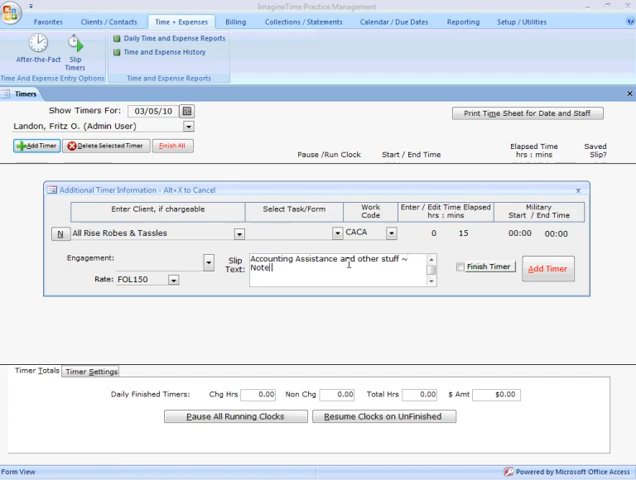 ImagineTime Practice Management
Favorites Clients / Contacts Time + Expenses Billing Collections / Statements Calendar / Due Dates Reporting Setup / Utilities
After-the-Fact Slip Timers
Daily Time and Expense Reports
Time and Expense History
Time And Expense Entry Options Time and Expense Reports
Timers x
Show Timers For: 03/05/10
Print Time Sheet for Date and Staff
Landon, Fritz O. (Admin User)
Add Timer Delete Selected Timer Finish All
Pause /Run Clock Start / End Time Elapsed Time hrs : mins Saved Slip?
Additional Timer Information - Alt+X to Cancel x
Enter Client, if chargeable Select Task/Form Work Code Enter / Edit Time Elapsed hrs : mins Military Start / End Time
N All Rise Robes & Tassles CACA 0 15 00:00 00:00
Engagement:
Rate: FOL150
Slip Text:
Accounting Assistance and other stuff ~
Note
Finish Timer Add Timer
Timer Totals Timer Settings
Daily Finished Timers: Chg Hrs 0.00 Non Chg 0.00 Total Hrs 0.00 $ Amt $0.00
Pause All Running Clocks Resume Clocks on UnFinished
Form View Powered by Microsoft Office Access